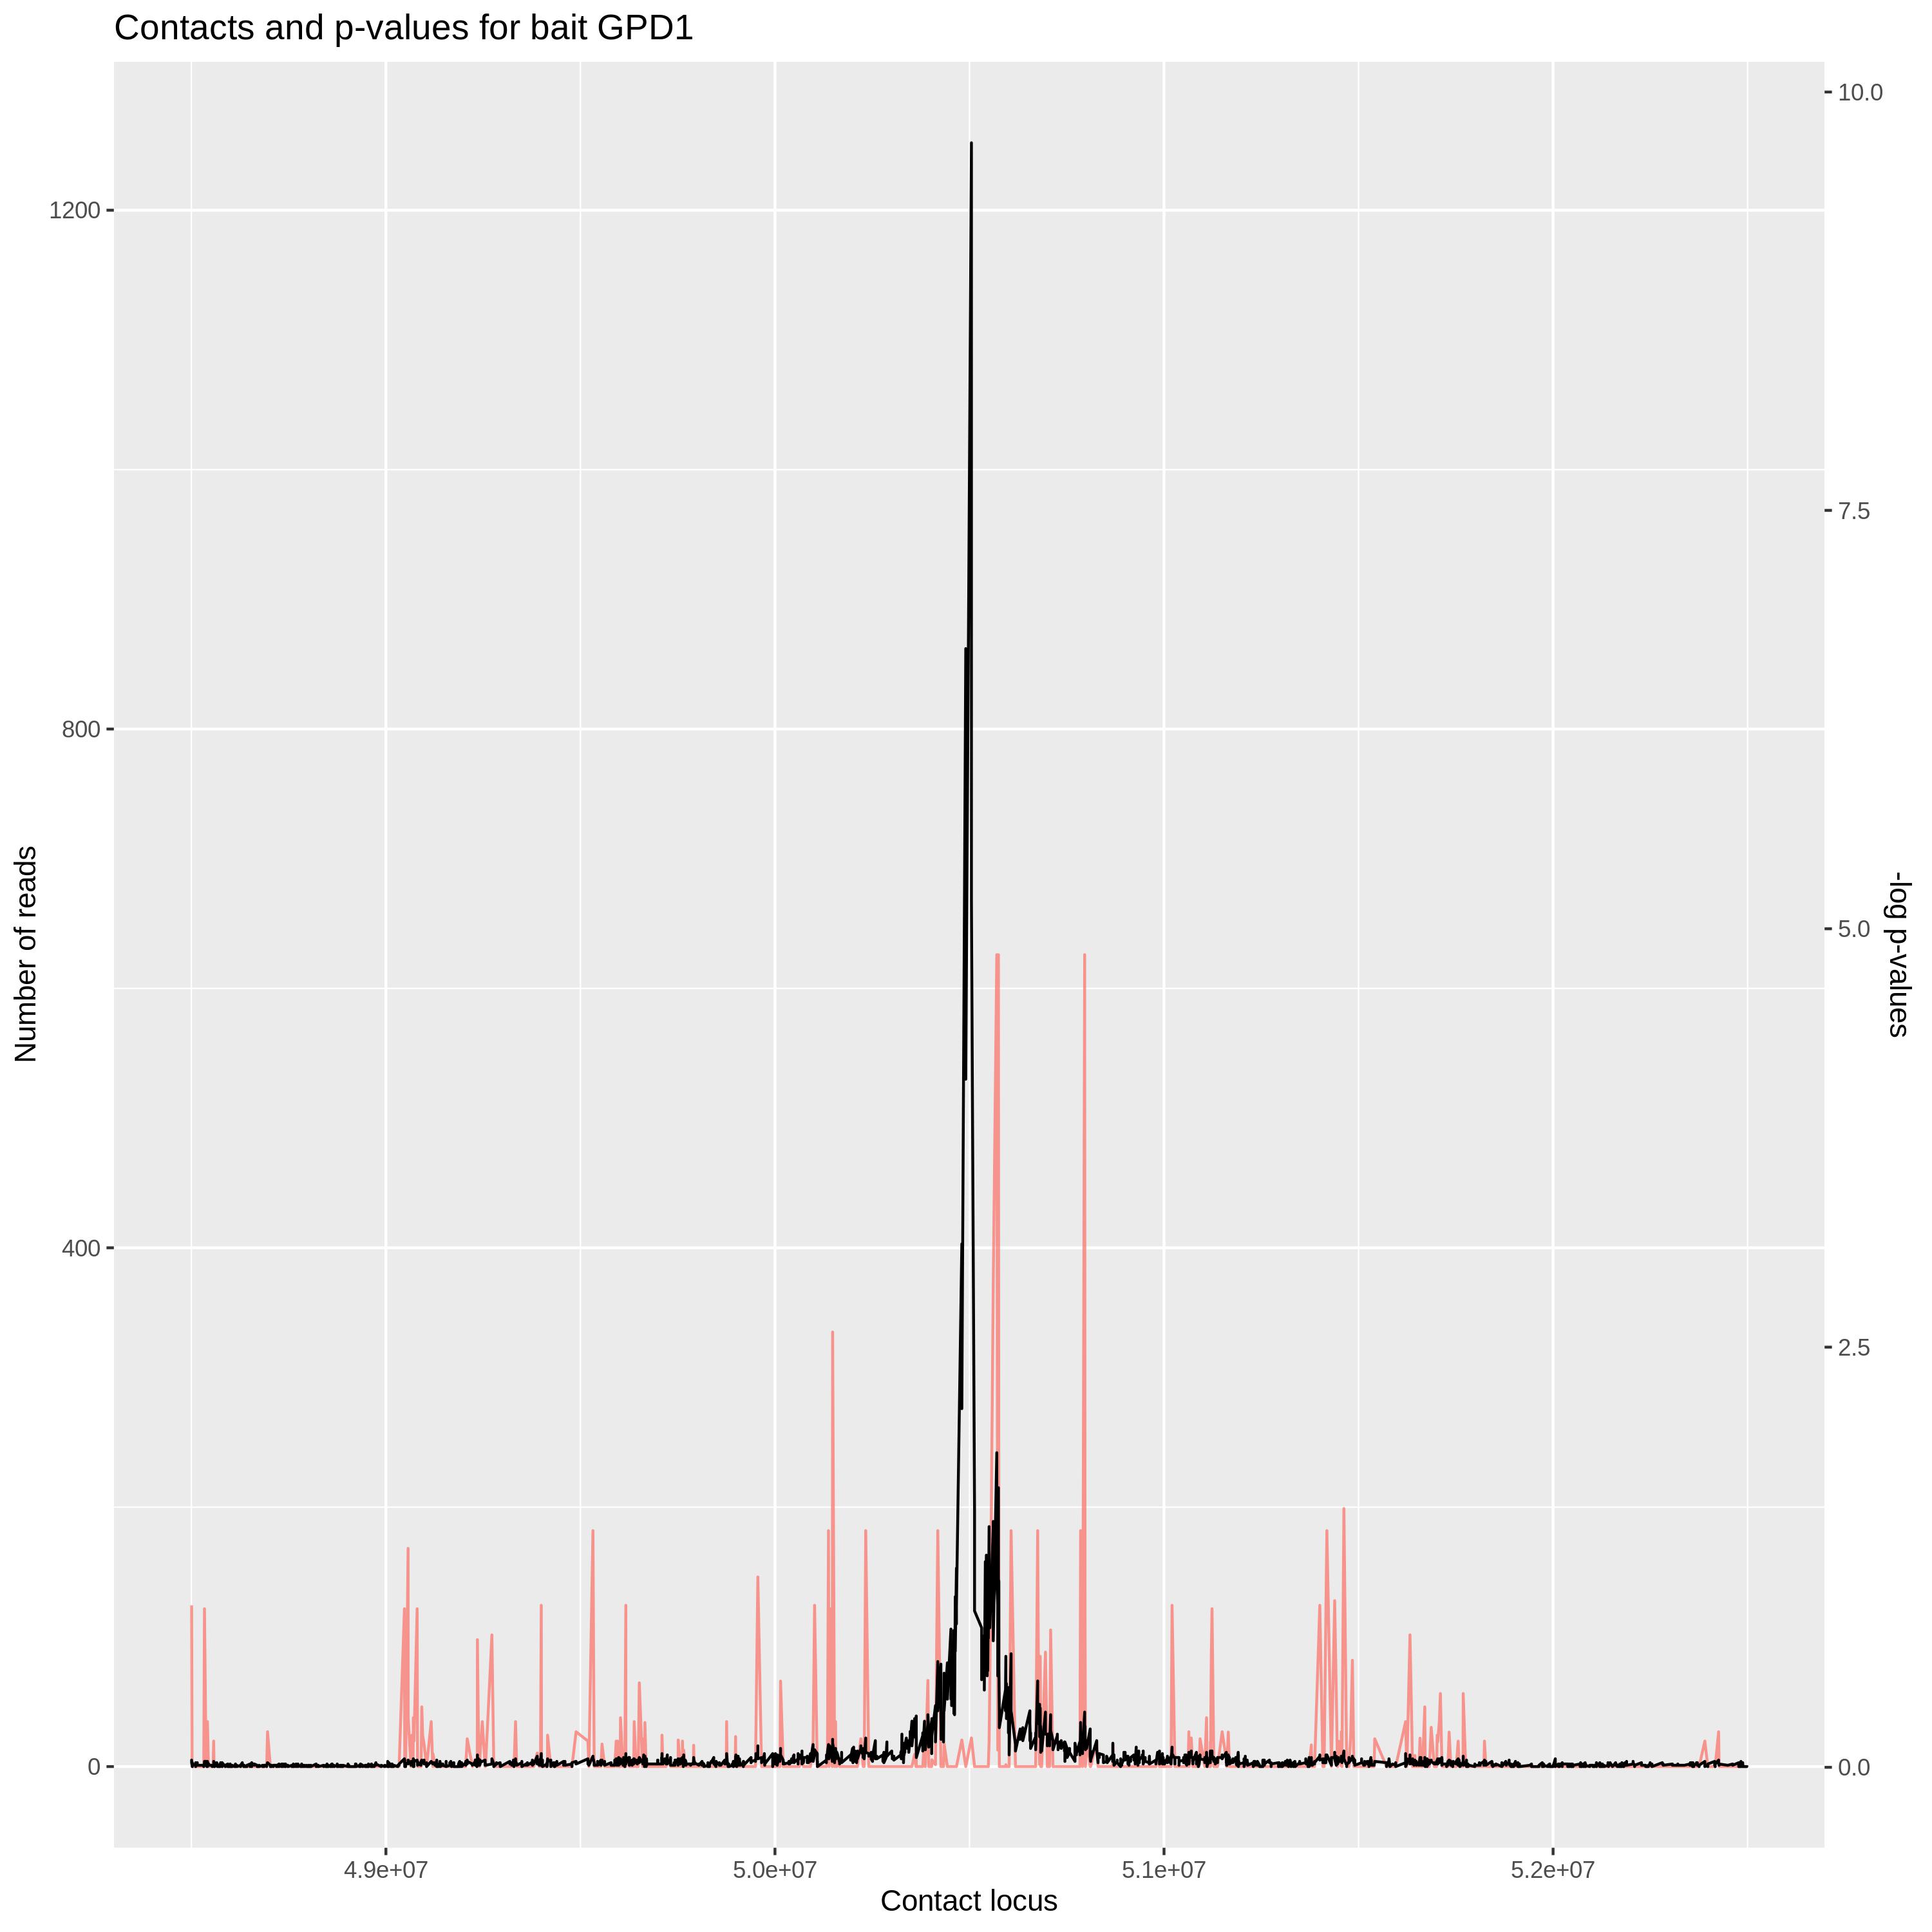 Contacts and p-values for bait GPD1
10.0
1200
7.5
800
5.0
Number of reads
-log p-values
400
2.5
0
0.0
4.9e+07
5.0e+07
5.1e+07
5.2e+07
Contact locus